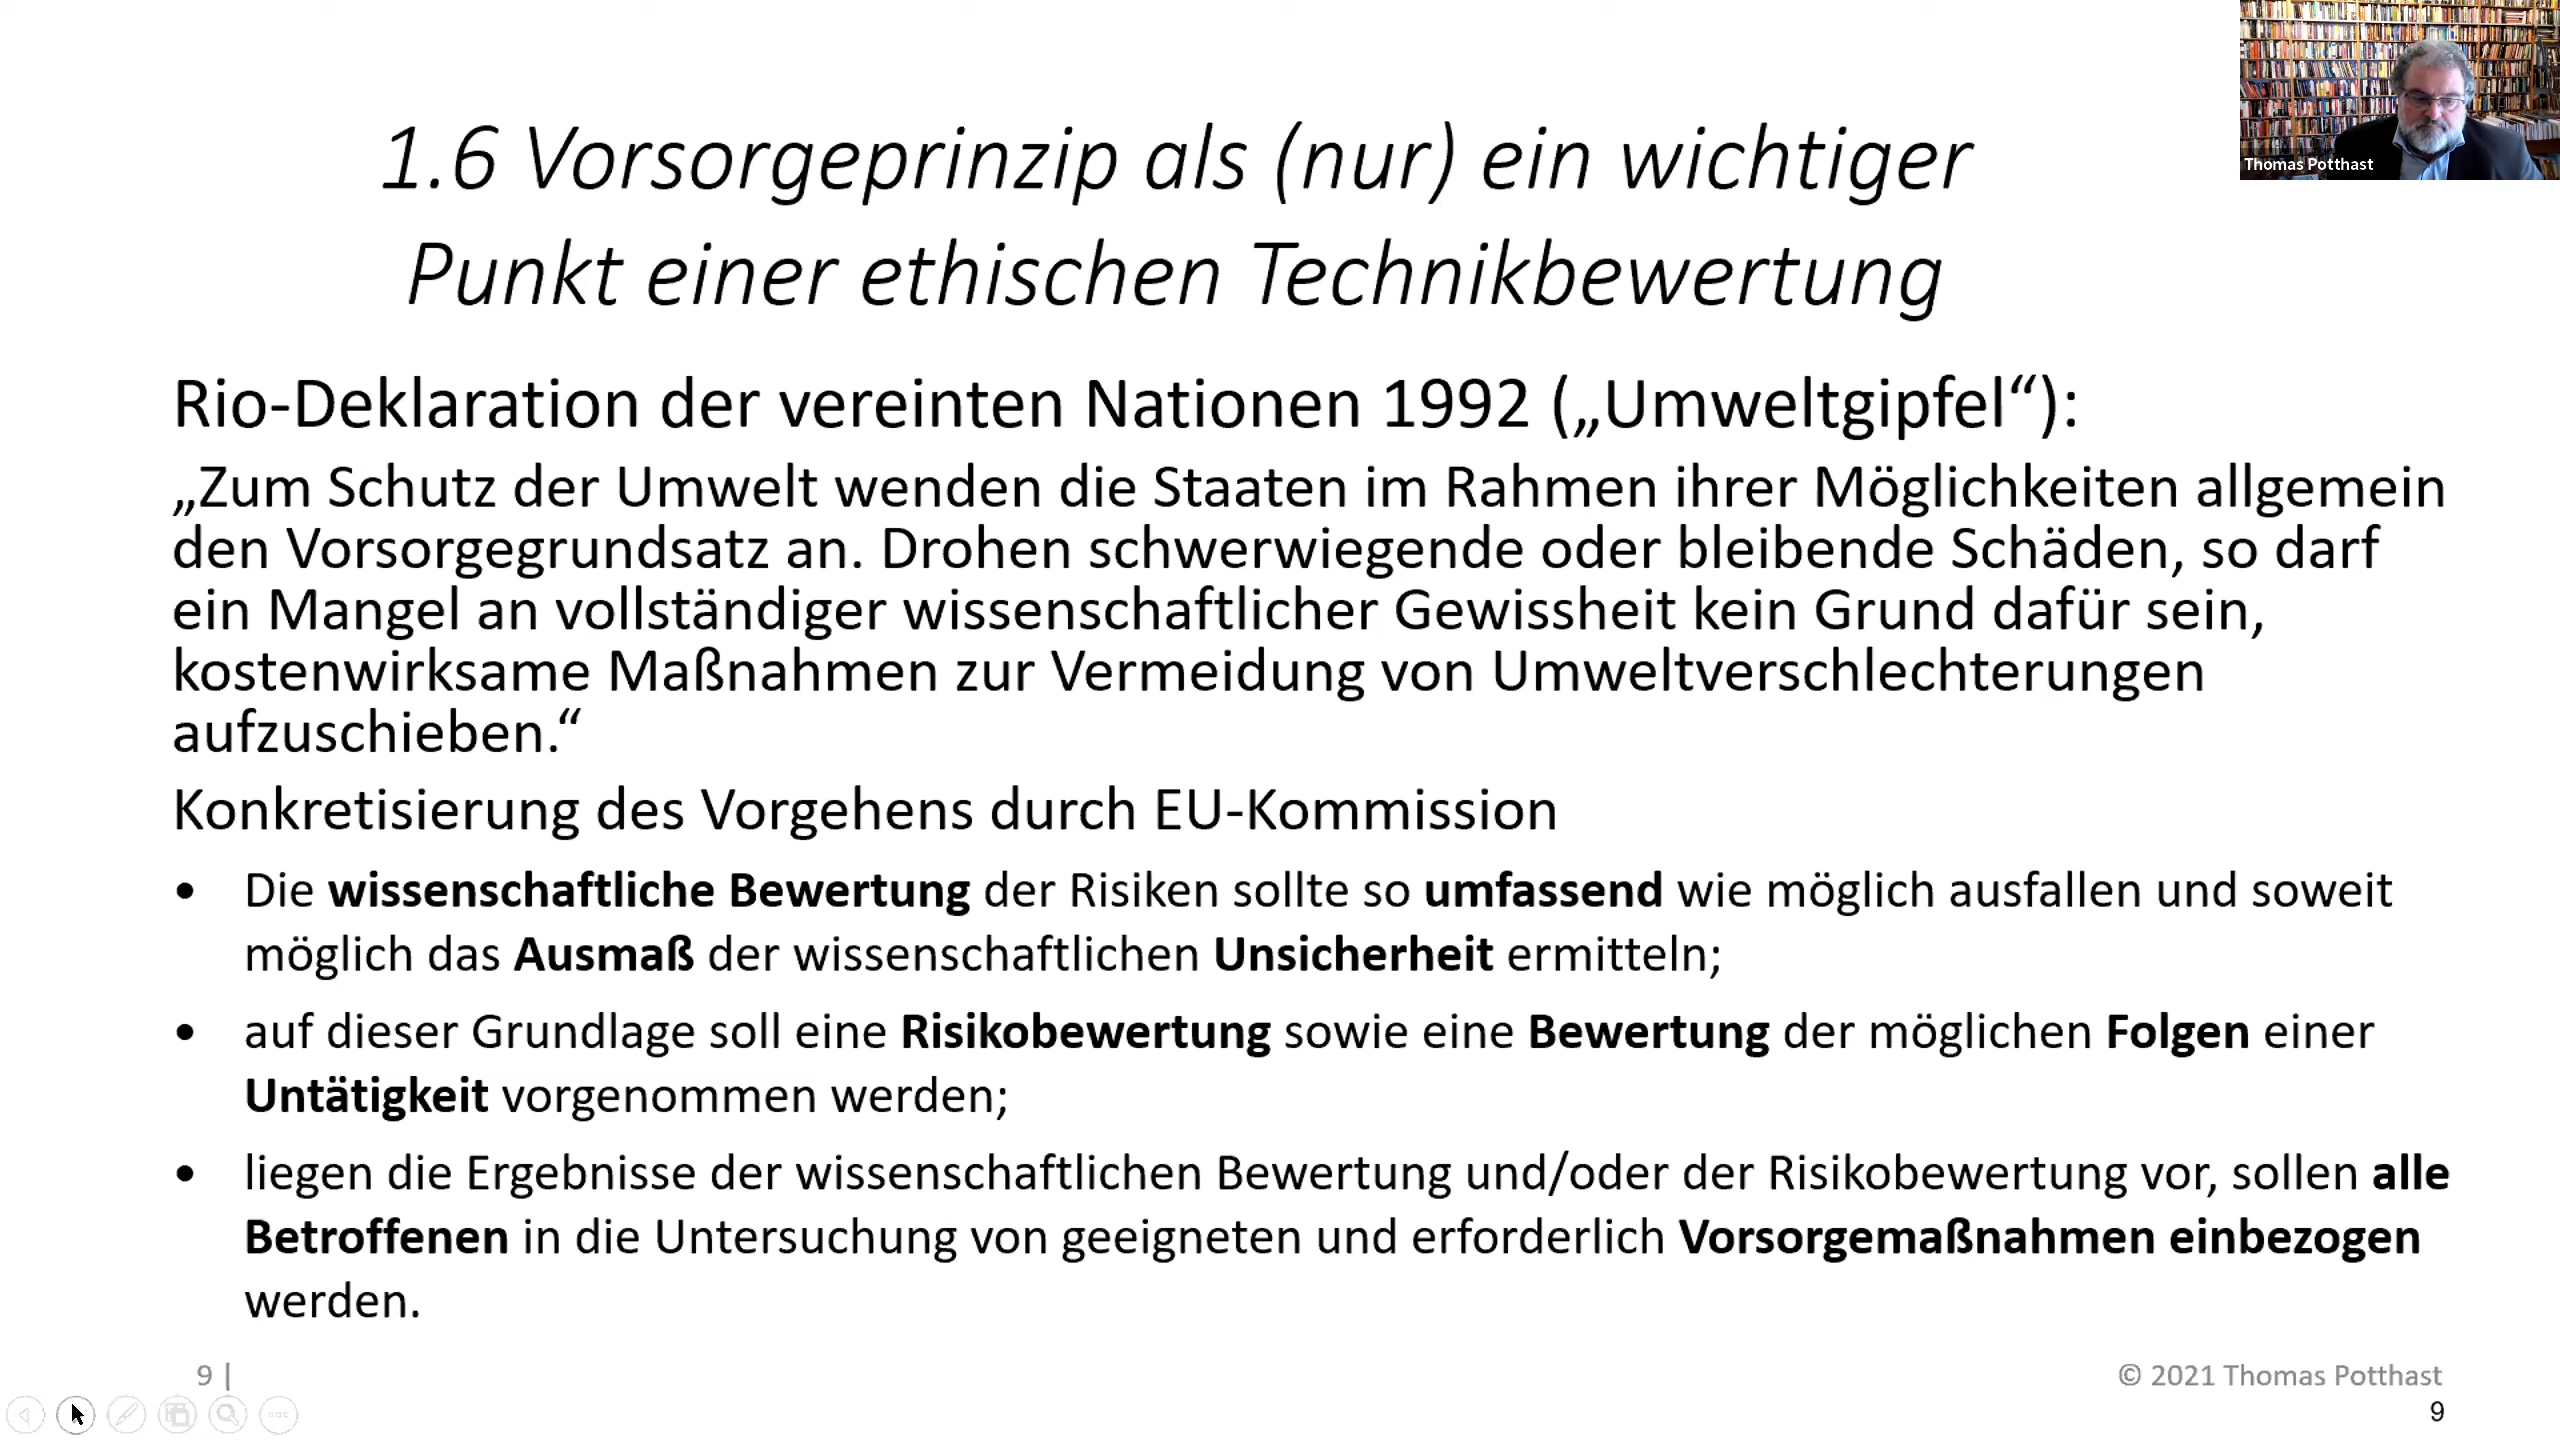 Thomas Potthast
1.6 Vorsorgeprinzip als (nur) ein wichtiger
Punkt einer ethischen Technikbewertung
Rio-Deklaration der vereinten Nationen 1992 („Umweltgipfel“):
„Zum Schutz der Umwelt wenden die Staaten im Rahmen ihrer Möglichkeiten allgemein
den Vorsorgegrundsatz an. Drohen schwerwiegende oder bleibende Schäden, so darf
ein Mangel an vollständiger wissenschaftlicher Gewissheit kein Grund dafür sein,
kostenwirksame Maßnahmen zur Vermeidung von Umweltverschlechterungen
aufzuschieben.“
Konkretisierung des Vorgehens durch EU-Kommission
• Die wissenschaftliche Bewertung der Risiken sollte so umfassend wie möglich ausfallen und soweit
möglich das Ausmaß der wissenschaftlichen Unsicherheit ermitteln;
• auf dieser Grundlage soll eine Risikobewertung sowie eine Bewertung der möglichen Folgen einer
Untätigkeit vorgenommen werden;
• liegen die Ergebnisse der wissenschaftlichen Bewertung und/oder der Risikobewertung vor, sollen alle
Betroffenen in die Untersuchung von geeigneten und erforderlich Vorsorgemaßnahmen einbezogen
werden.
9 |
© 2021 Thomas Potthast
9